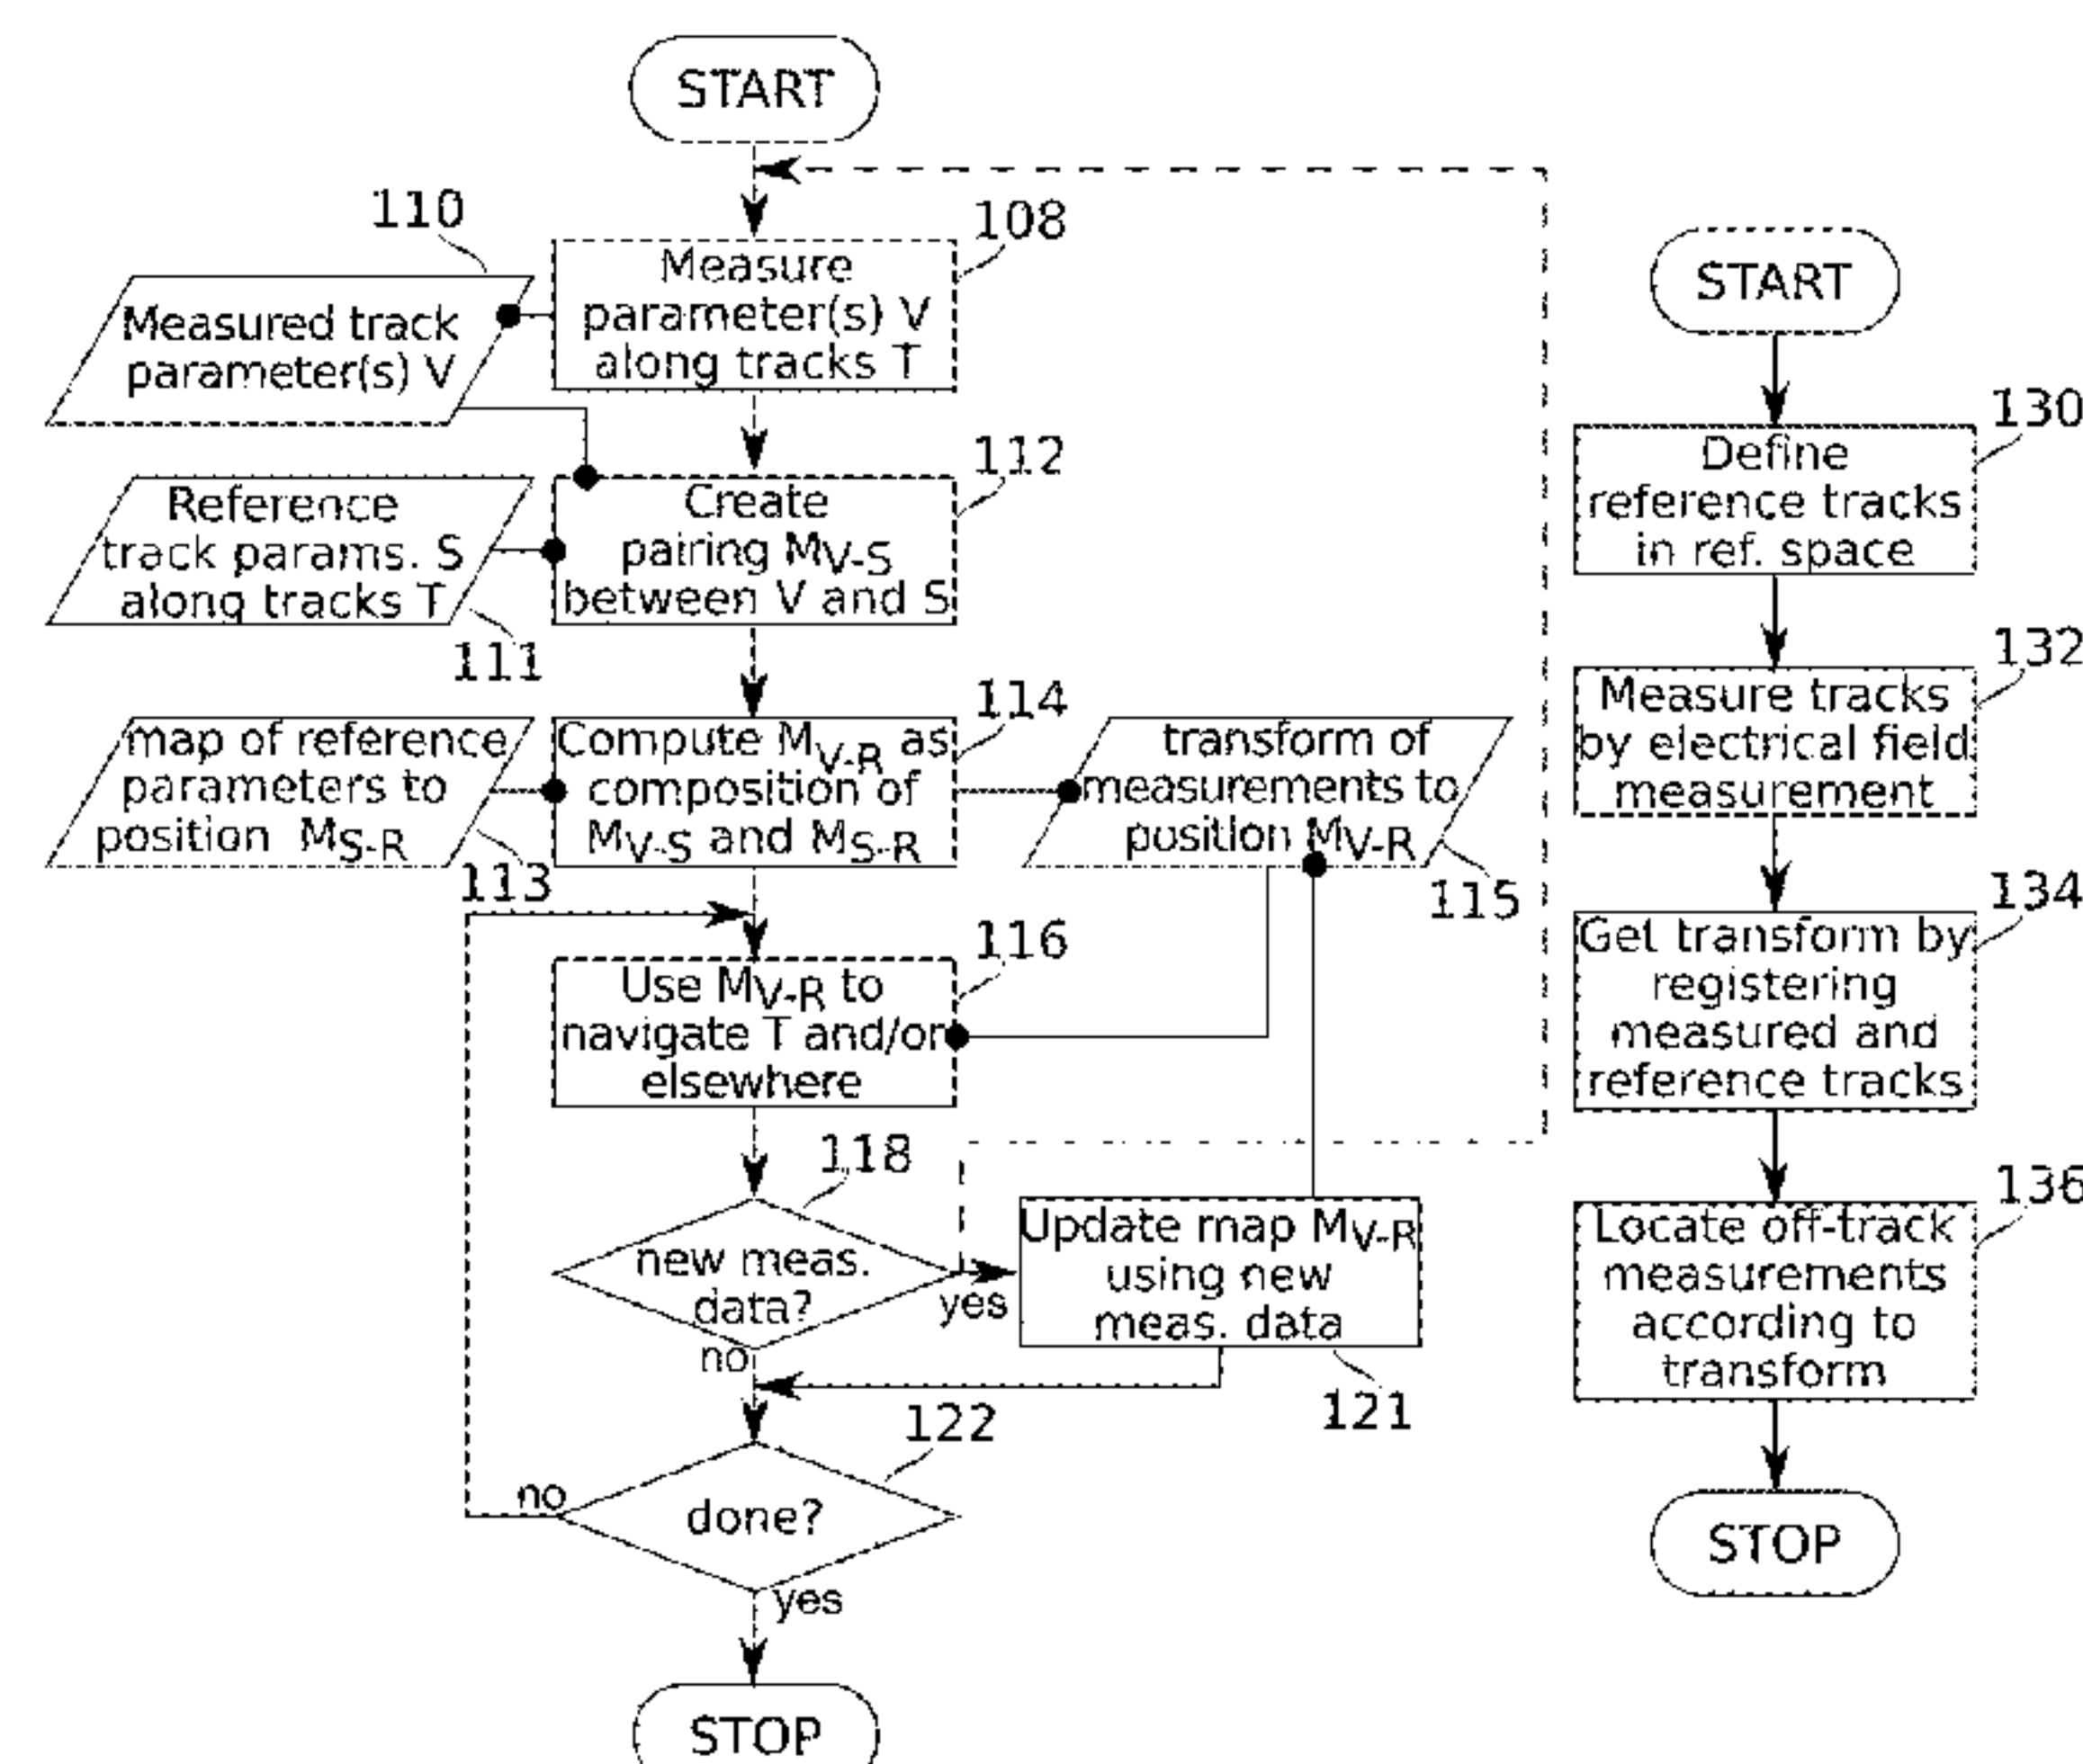 START
110
108
Measure
parameter(s) V
along tracks T
Measured track
parameter(s) V
112
Create
pairing MV-S
between V and S
Reference
track params. S
along tracks T
111
114
map of reference
parameters to
position MS-R
113
Compute MV-R as
composition of
MV-S and MS-R
transform of
measurements to
position MV-R
115
116
Use MV-R to
navigate T and/or
elsewhere
118
new meas.
data?
yes
no
Update map MV-R
using new
meas. data
121
122
done?
no
yes
STOP
START
130
Define
reference tracks
in ref. space
132
Measure tracks
by electrical field
measurement
134
Get transform by
registering
measured and
reference tracks
136
Locate off-track
measurements
according to
transform
STOP